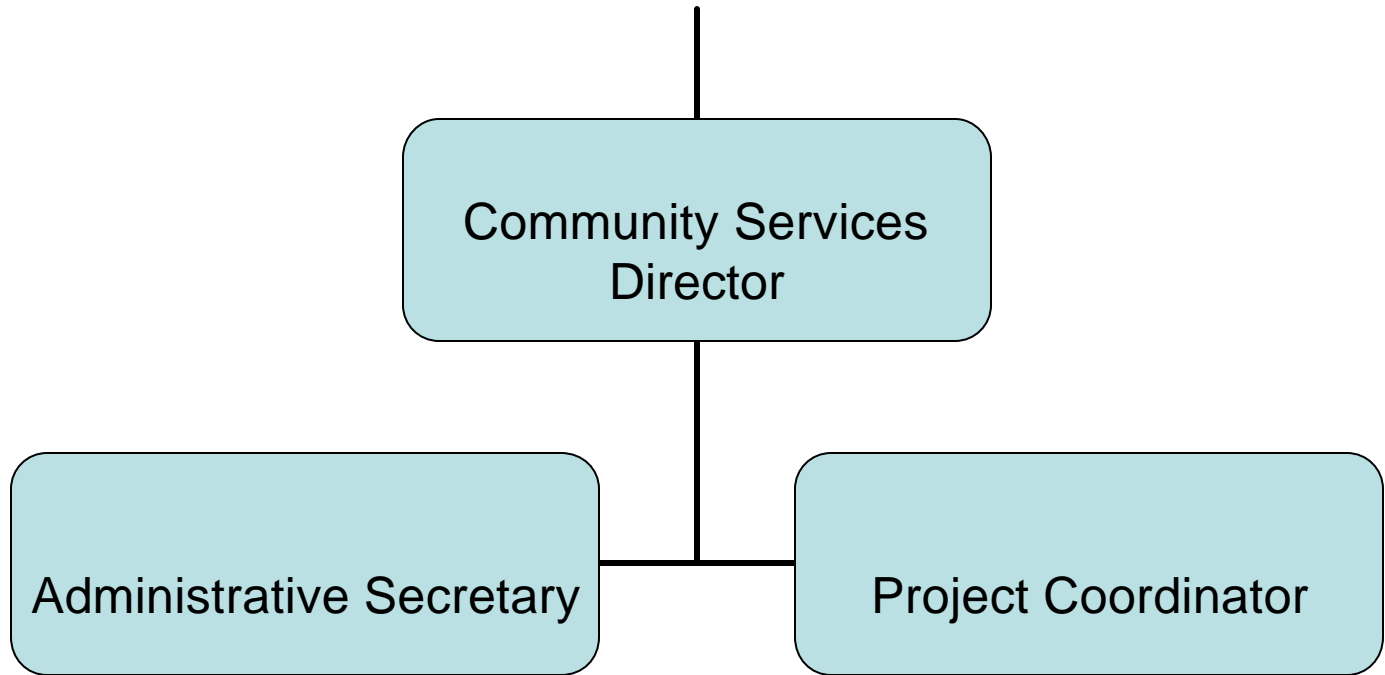 Community Services
Director
Administrative Secretary
Project Coordinator